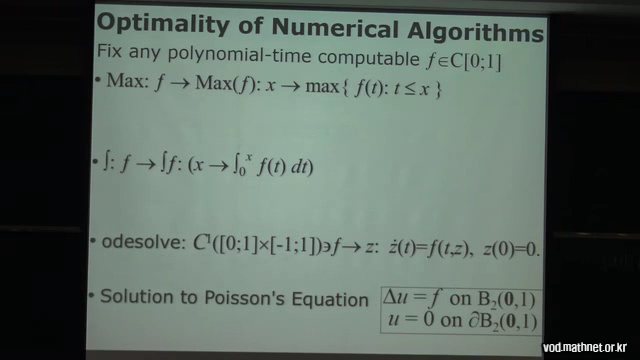 Optimality of Numerical Algorithms
Fix any polynomial-time computable f∈C[0;1]
• Max: f → Max(f): x → max{ f(t): t ≤ x }
• ∫: f → ∫f: (x → ∫₀ˣ f(t) dt)
• odesolve: C¹([0;1]×[-1;1])∋f→ z: ż(t)=f(t,z), z(0)=0.
• Solution to Poisson's Equation
Δu = f on B₂(0,1)
u = 0 on ∂B₂(0,1)
vod.mathnet.or.kr